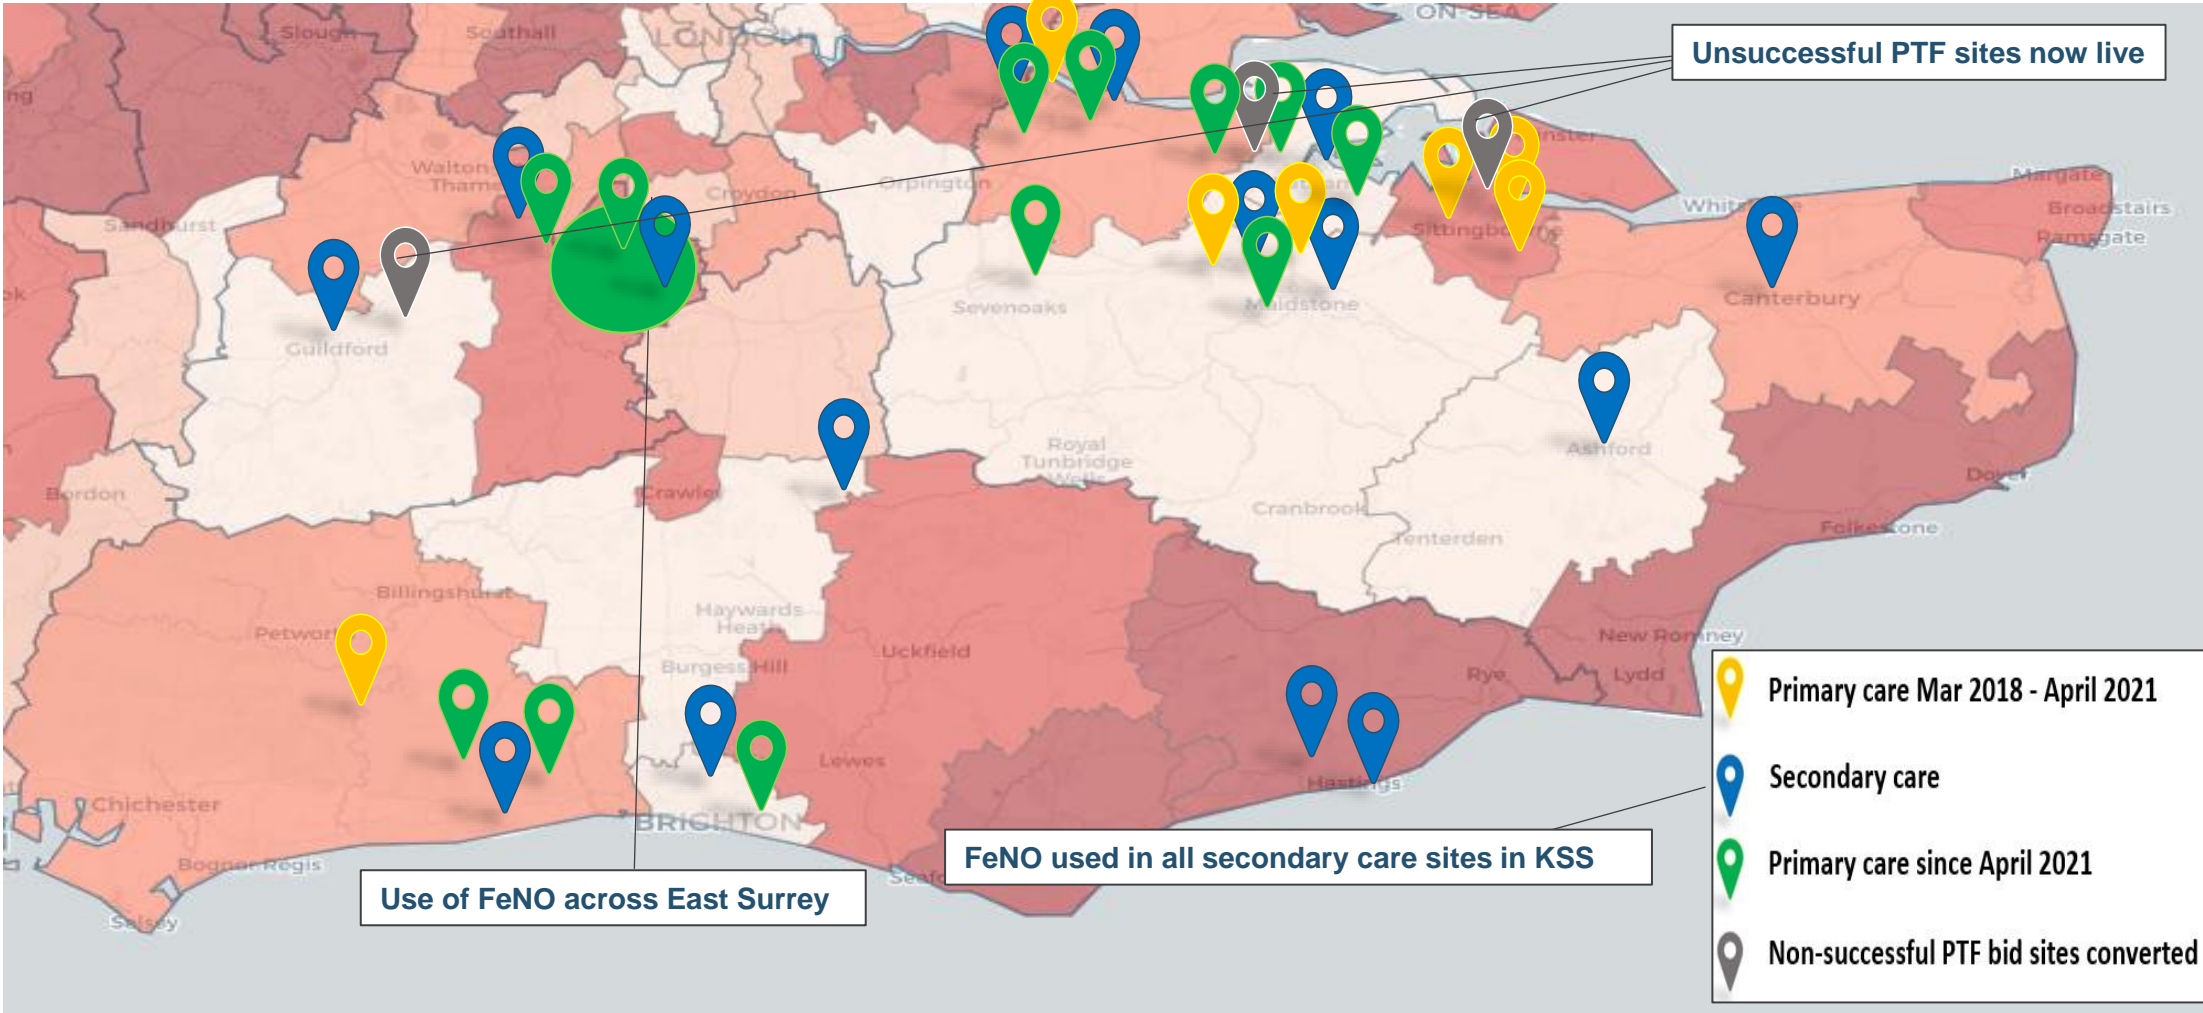 ON-SEA
Slough
Southall
LONDON
Unsuccessful PTF sites now live
Walton-
Thame
Croydon
Orpington
Sandhurst
Margate
Broadstairs
Ramsgate
Sevenoaks
Maidstone
Canterbury
Guildford
Royal
Tunbridge
Wells
Ashford
Bordon
Crawley
Cranbrook
Dover
Folkestone
Tenterden
Billingshurst
Haywards
Heath
Petwor
New Romney
Uckfield
Burgess Hill
Rye
Lydd
Primary care Mar 2018 - April 2021
Lewes
Secondary care
Hastings
Chichester
BRIGHTON
FeNO used in all secondary care sites in KSS
Primary care since April 2021
Bognor Regis
Use of FeNO across East Surrey
Selsey
Non-successful PTF bid sites converted